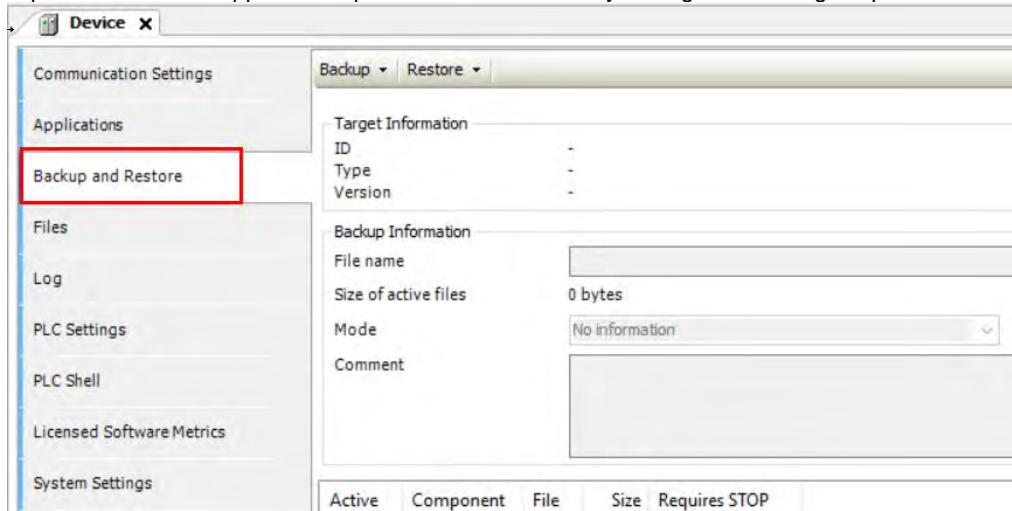 Device X
Communication Settings
Applications
Backup and Restore
Files
Log
PLC Settings
PLC Shell
Licensed Software Metrics
System Settings
Backup Restore
Target Information
ID -
Type -
Version -
Backup Information
File name
Size of active files 0 bytes
Mode No information
Comment
Active Component File Size Requires STOP